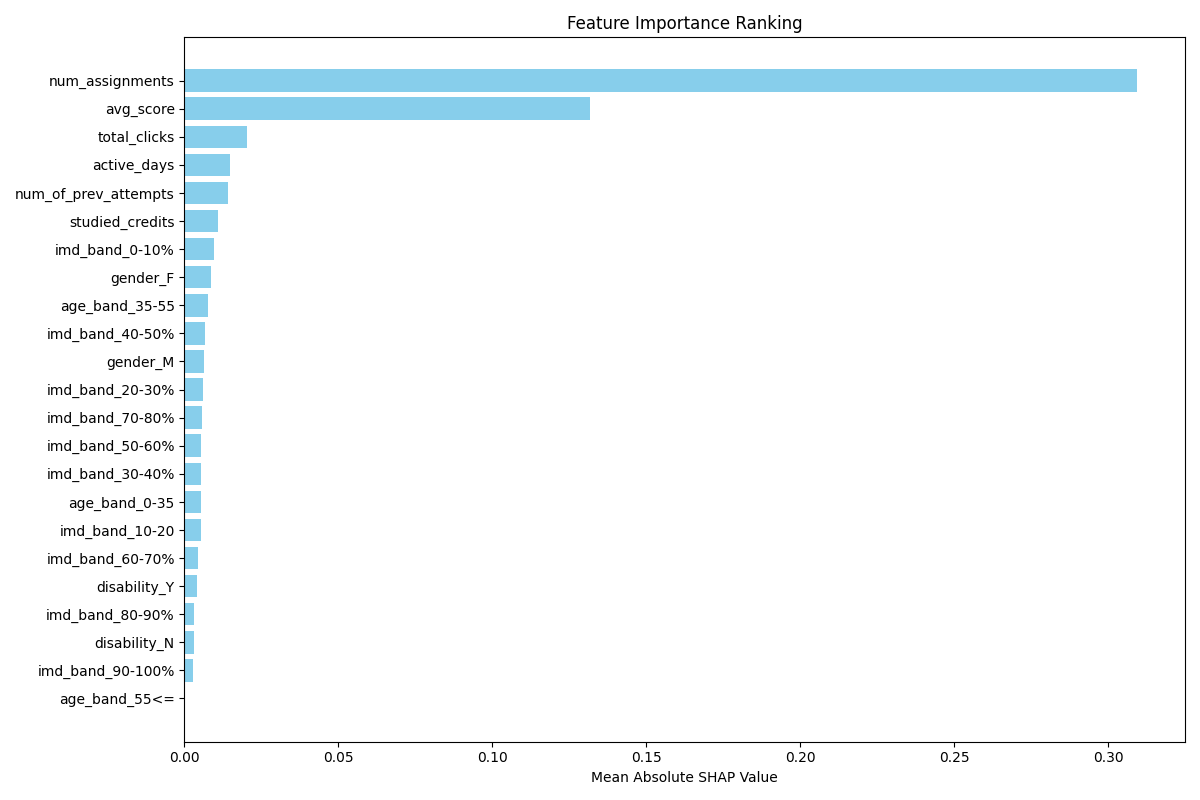 Feature Importance Ranking
num_assignments
avg_score
total_clicks
active_days
num_of_prev_attempts
studied_credits
imd_band_0-10%
gender_F
age_band_35-55
imd_band_40-50%
gender_M
imd_band_20-30%
imd_band_70-80%
imd_band_50-60%
imd_band_30-40%
age_band_0-35
imd_band_10-20
imd_band_60-70%
disability_Y
imd_band_80-90%
disability_N
imd_band_90-100%
age_band_55<=
0.00 0.05 0.10 0.15 0.20 0.25 0.30
Mean Absolute SHAP Value